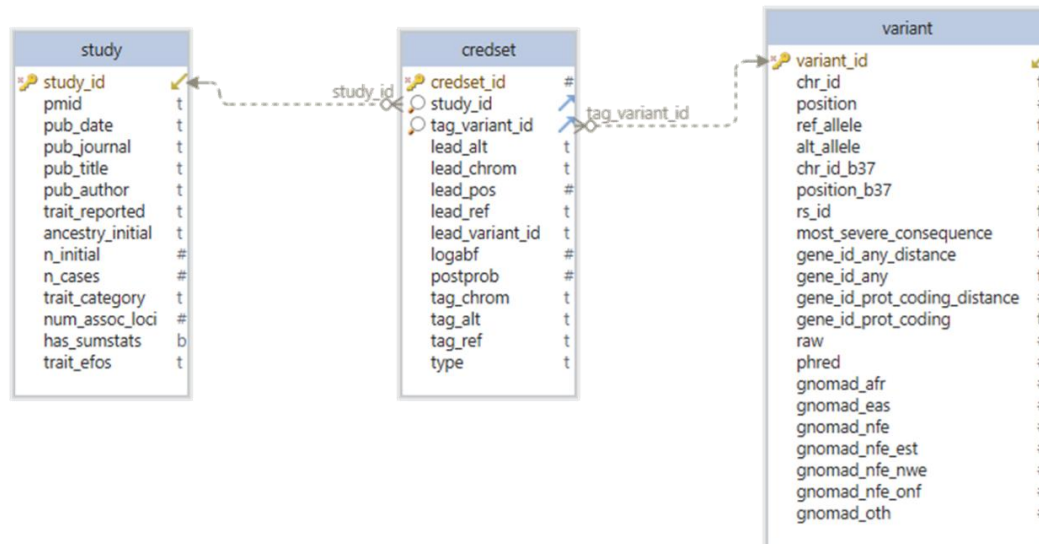 study
study_id
pmid t
pub_date t
pub_journal t
pub_title t
pub_author t
trait_reported t
ancestry_initial t
n_initial #
n_cases #
trait_category t
num_assoc_loci #
has_sumstats b
trait_efos t
study_id
credset
credset_id #
study_id
tag_variant_id
lead_alt t
lead_chrom t
lead_pos #
lead_ref t
lead_variant_id t
logabf #
postprob #
tag_chrom t
tag_alt t
tag_ref t
type t
tag_variant_id
variant
variant_id
chr_id
position
ref_allele
alt_allele
chr_id_b37
position_b37
rs_id
most_severe_consequence
gene_id_any_distance
gene_id_any
gene_id_prot_coding_distance
gene_id_prot_coding
raw
phred
gnomad_afr
gnomad_eas
gnomad_nfe
gnomad_nfe_est
gnomad_nfe_nwe
gnomad_nfe_onf
gnomad_oth